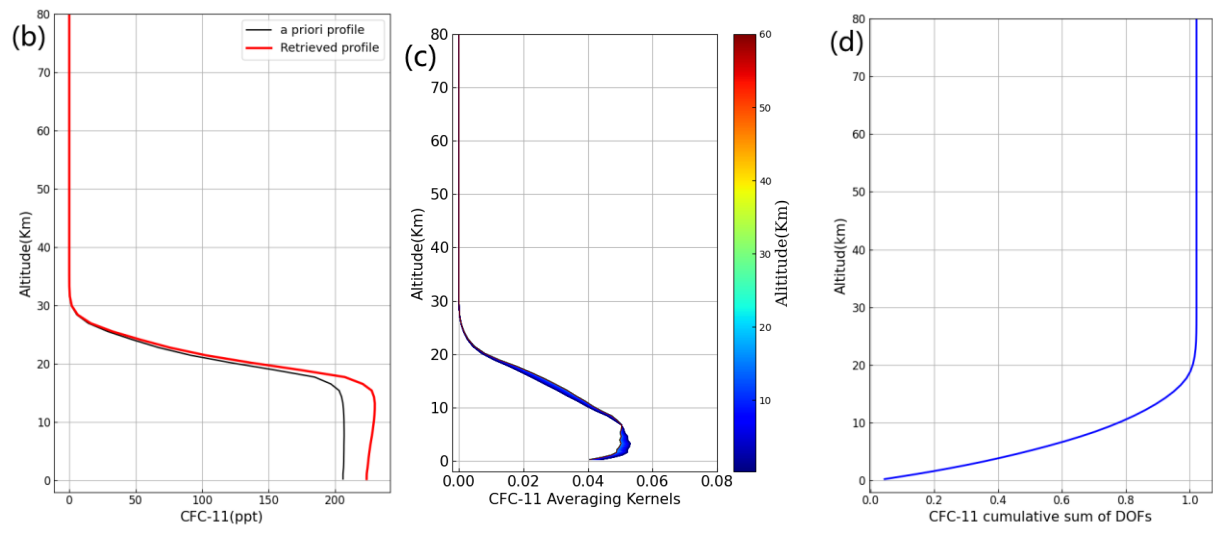 (b)
80
70
60
50
40
30
20
10
0
Altitude(Km)
0 50 100 150 200
CFC-11(ppt)
a priori profile
Retrieved profile
(c)
80
70
60
50
40
30
20
10
0
Altitude(Km)
0.00 0.02 0.04 0.06 0.08
CFC-11 Averaging Kernels
60
50
40
30
20
10
Alititude(Km)
(d)
80
70
60
50
40
30
20
10
0
Altitud(km)
0.0 0.2 0.4 0.6 0.8 1.0
CFC-11 cumulative sum of DOFs